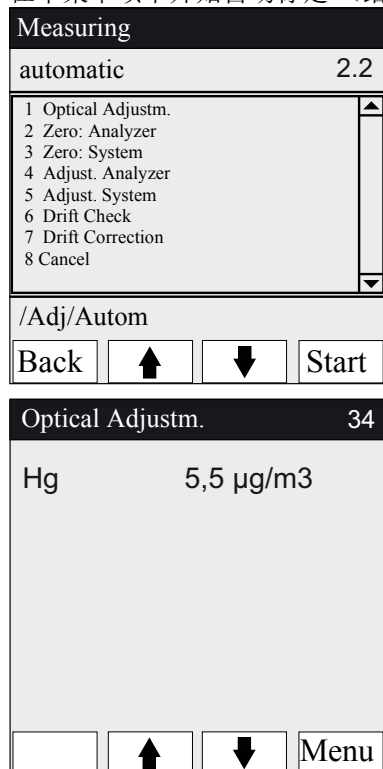 Measuring
automatic 2.2
1 Optical Adjustm.
2 Zero: Analyzer
3 Zero: System
4 Adjust. Analyzer
5 Adjust. System
6 Drift Check
7 Drift Correction
8 Cancel
/Adj/Autom
Back Start
Optical Adjustm. 34
Hg 5,5 µg/m3
Menu